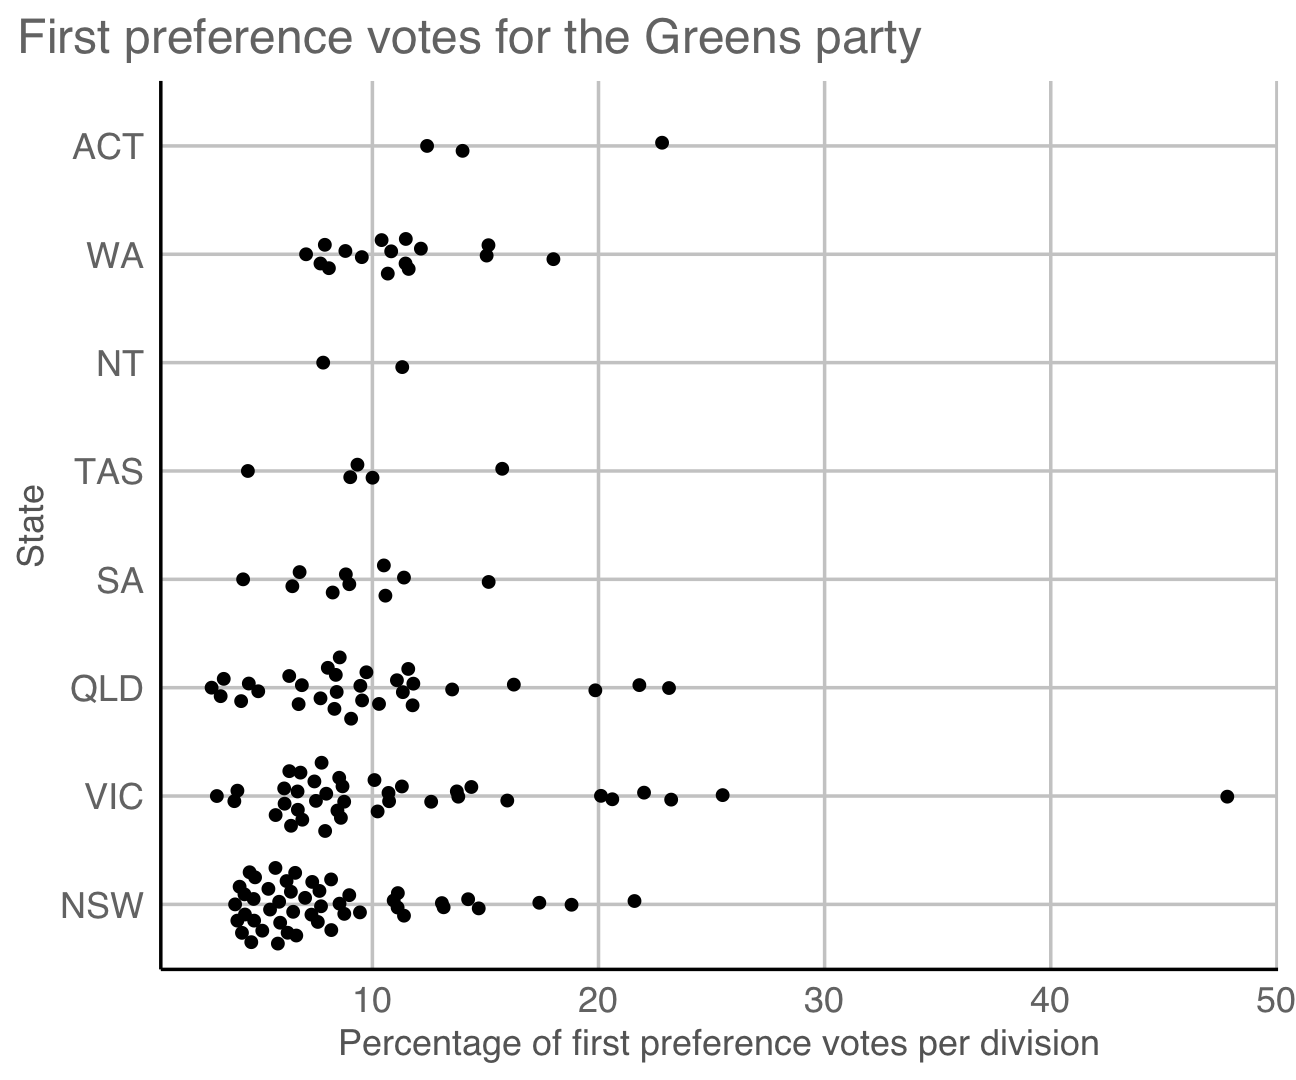 First preference votes for the Greens party
State
ACT
WA
NT
TAS
SA
QLD
VIC
NSW
10 20 30 40 50
Percentage of first preference votes per division